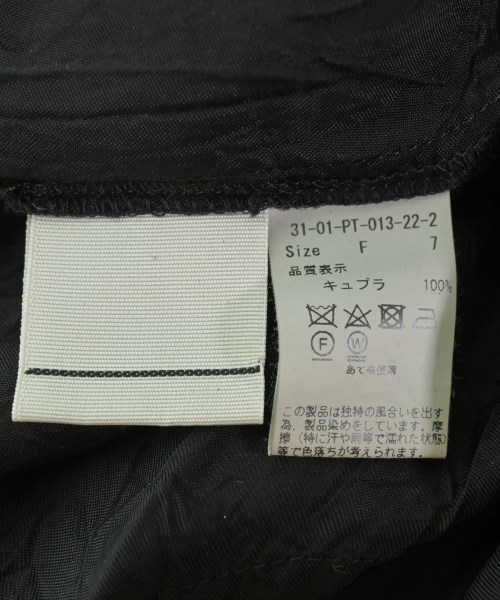 31-01-PT-013-22-2
Size F 7
品質表示
キュプラ 100%
F W
あて布使用
この製品は独特の風合いを出す
為、製品染めをしています。摩
擦(特に汗や雨等で濡れた状態)
等で色落ちが考えられます。